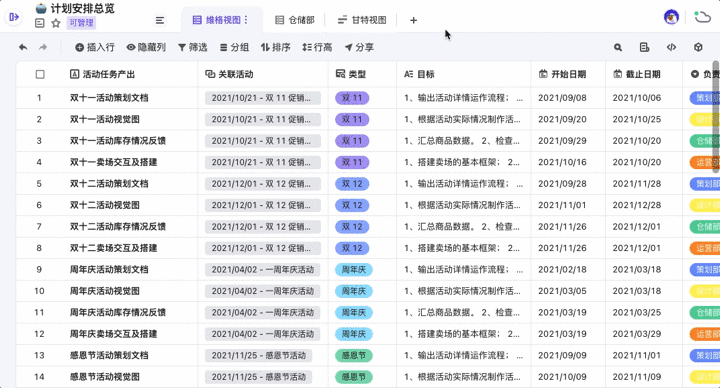 计划安排总览
可管理
维格视图
仓储部
甘特视图
插入行 隐藏列 筛选 分组 排序 行高 分享
活动任务产出 关联活动 类型 目标 开始日期 截止日期 负责
1 双十一活动策划文档 2021/10/21 - 双 11 促销... 双 11 1、输出活动详情运作流程； ... 2021/09/08 2021/10/06 策划部
2 双十一活动视觉图 2021/10/21 - 双 11 促销... 双 11 1、根据活动实际情况制作活... 2021/09/20 2021/10/25
3 双十一活动库存情况反馈 2021/10/21 - 双 11 促销... 双 11 1、汇总商品数据。 2、检查... 2021/09/29 2021/10/20 仓储
4 双十一卖场交互及搭建 2021/10/21 - 双 11 促销... 双 11 1、搭建卖场的基本框架； 2... 2021/10/16 2021/10/20 运营部
5 双十二活动策划文档 2021/12/01 - 双 12 促销... 双 12 1、输出活动详情运作流程； ... 2021/09/28 2021/11/28 策划部
6 双十二活动视觉图 2021/12/01 - 双 12 促销... 双 12 1、根据活动实际情况制作活... 2021/11/01 2021/12/28
7 双十二活动库存情况反馈 2021/12/01 - 双 12 促销... 双 12 1、汇总商品数据。 2、检查... 2021/11/26 2021/12/01 仓储部
8 双十二卖场交互及搭建 2021/12/01 - 双 12 促销... 双 12 1、搭建卖场的基本框架； 2... 2021/11/26 2021/12/01 运营部
9 周年庆活动策划文档 2021/04/02 - 一周年庆活动 周年庆 1、输出活动详情运作流程； ... 2021/02/18 2021/03/18 策划部
10 周年庆活动视觉图 2021/04/02 - 一周年庆活动 周年庆 1、根据活动实际情况制作活... 2021/03/05 2021/03/18
11 周年庆活动库存情况反馈 2021/04/02 - 一周年庆活动 周年庆 1、汇总商品数据。 2、检查... 2021/03/19 2021/03/25 仓储部
12 周年庆卖场交互及搭建 2021/04/02 - 一周年庆活动 周年庆 1、搭建卖场的基本框架； 2... 2021/03/19 2021/03/29 运营部
13 感恩节活动策划文档 2021/11/25 - 感恩节活动 感恩节 1、输出活动详情运作流程； ... 2021/09/09 2021/11/09 策划部
14 感恩节活动视觉图 2021/11/25 - 感恩节活动 感恩节 1、根据活动实际情况制作活... 2021/10/09 2021/11/01